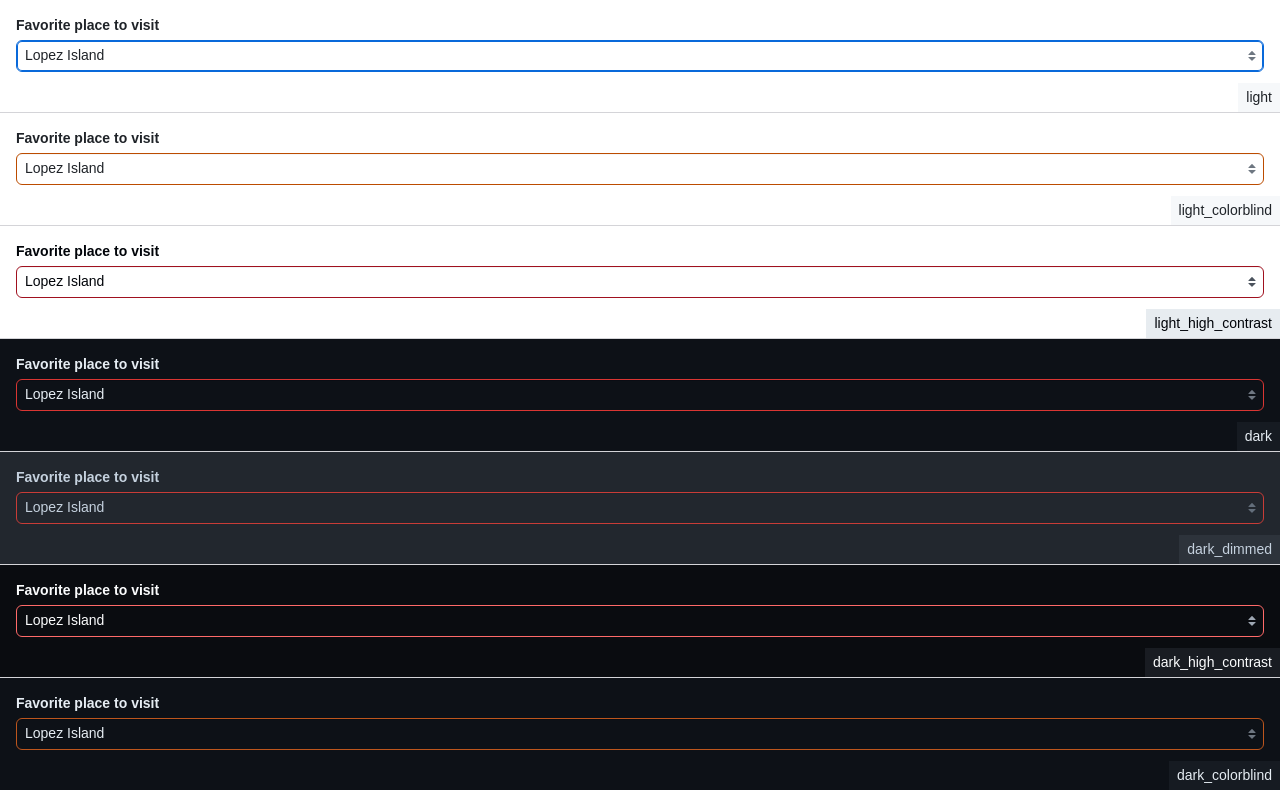 Favorite place to visit
Lopez Island
light
Favorite place to visit
Lopez Island
light_colorblind
Favorite place to visit
Lopez Island
light_high_contrast
Favorite place to visit
Lopez Island
dark
Favorite place to visit
Lopez Island
dark_dimmed
Favorite place to visit
Lopez Island
dark_high_contrast
Favorite place to visit
Lopez Island
dark_colorblind